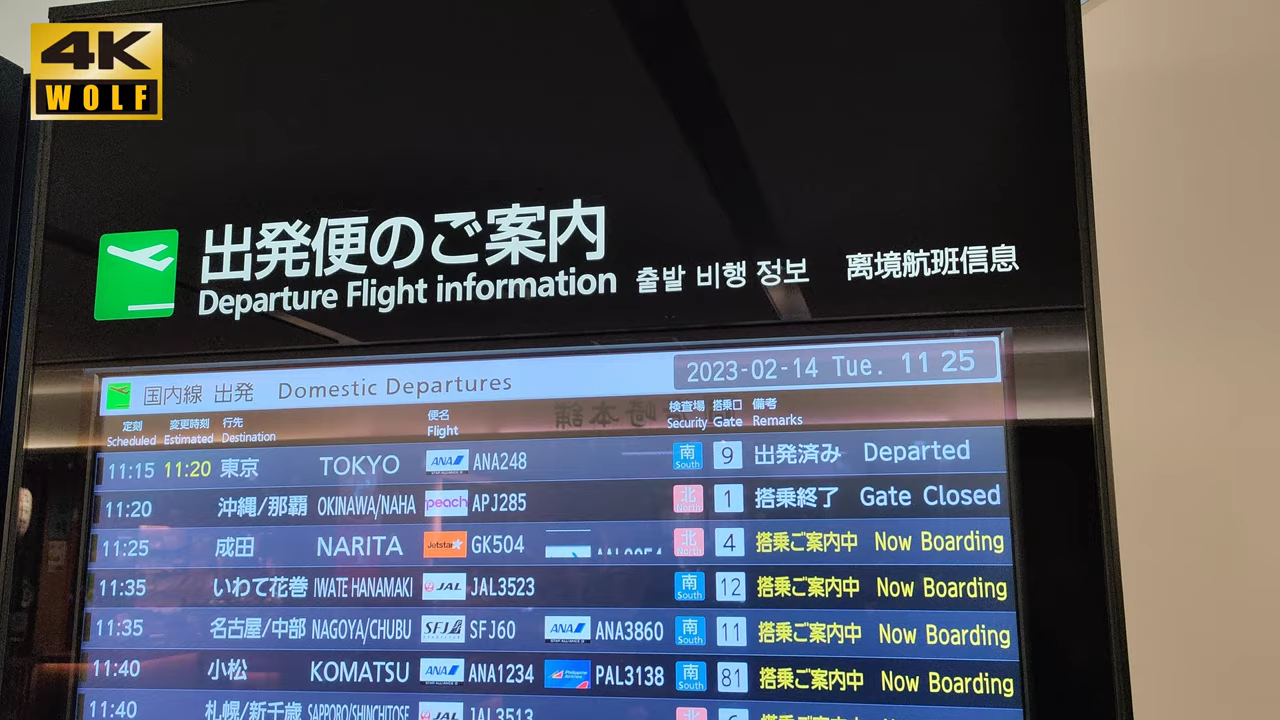 4K
WOLF
出発便のご案内
Departure Flight information 출발 비행 정보 离境航班信息
国内線 出発 Domestic Departures 2023-02-14 Tue. 11 25
定刻 変更時刻 行先 便名 検査場 搭乗口 備考
Scheduled Estimated Destination Flight Security Gate Remarks
11:15 11:20 東京 TOKYO ANA ANA248 南 South 9 出発済み Departed
11:20 沖縄/那覇 OKINAWA/NAHA peach APJ285 北 North 1 搭乗終了 Gate Closed
11:25 成田 NARITA Jetstar GK504 北 North 4 搭乗ご案内中 Now Boarding
11:35 いわて花巻 IWATE HANAMAKI JAL JAL3523 南 South 12 搭乗ご案内中 Now Boarding
11:35 名古屋/中部 NAGOYA/CHUBU SFJ SFJ60 ANA ANA3860 南 South 11 搭乗ご案内中 Now Boarding
11:40 小松 KOMATSU ANA ANA1234 PAL3138 南 South 81 搭乗ご案内中 Now Boarding
11:40 札幌/新千歳 SAPPORO/SHINCHITOSE JAL JAL3513